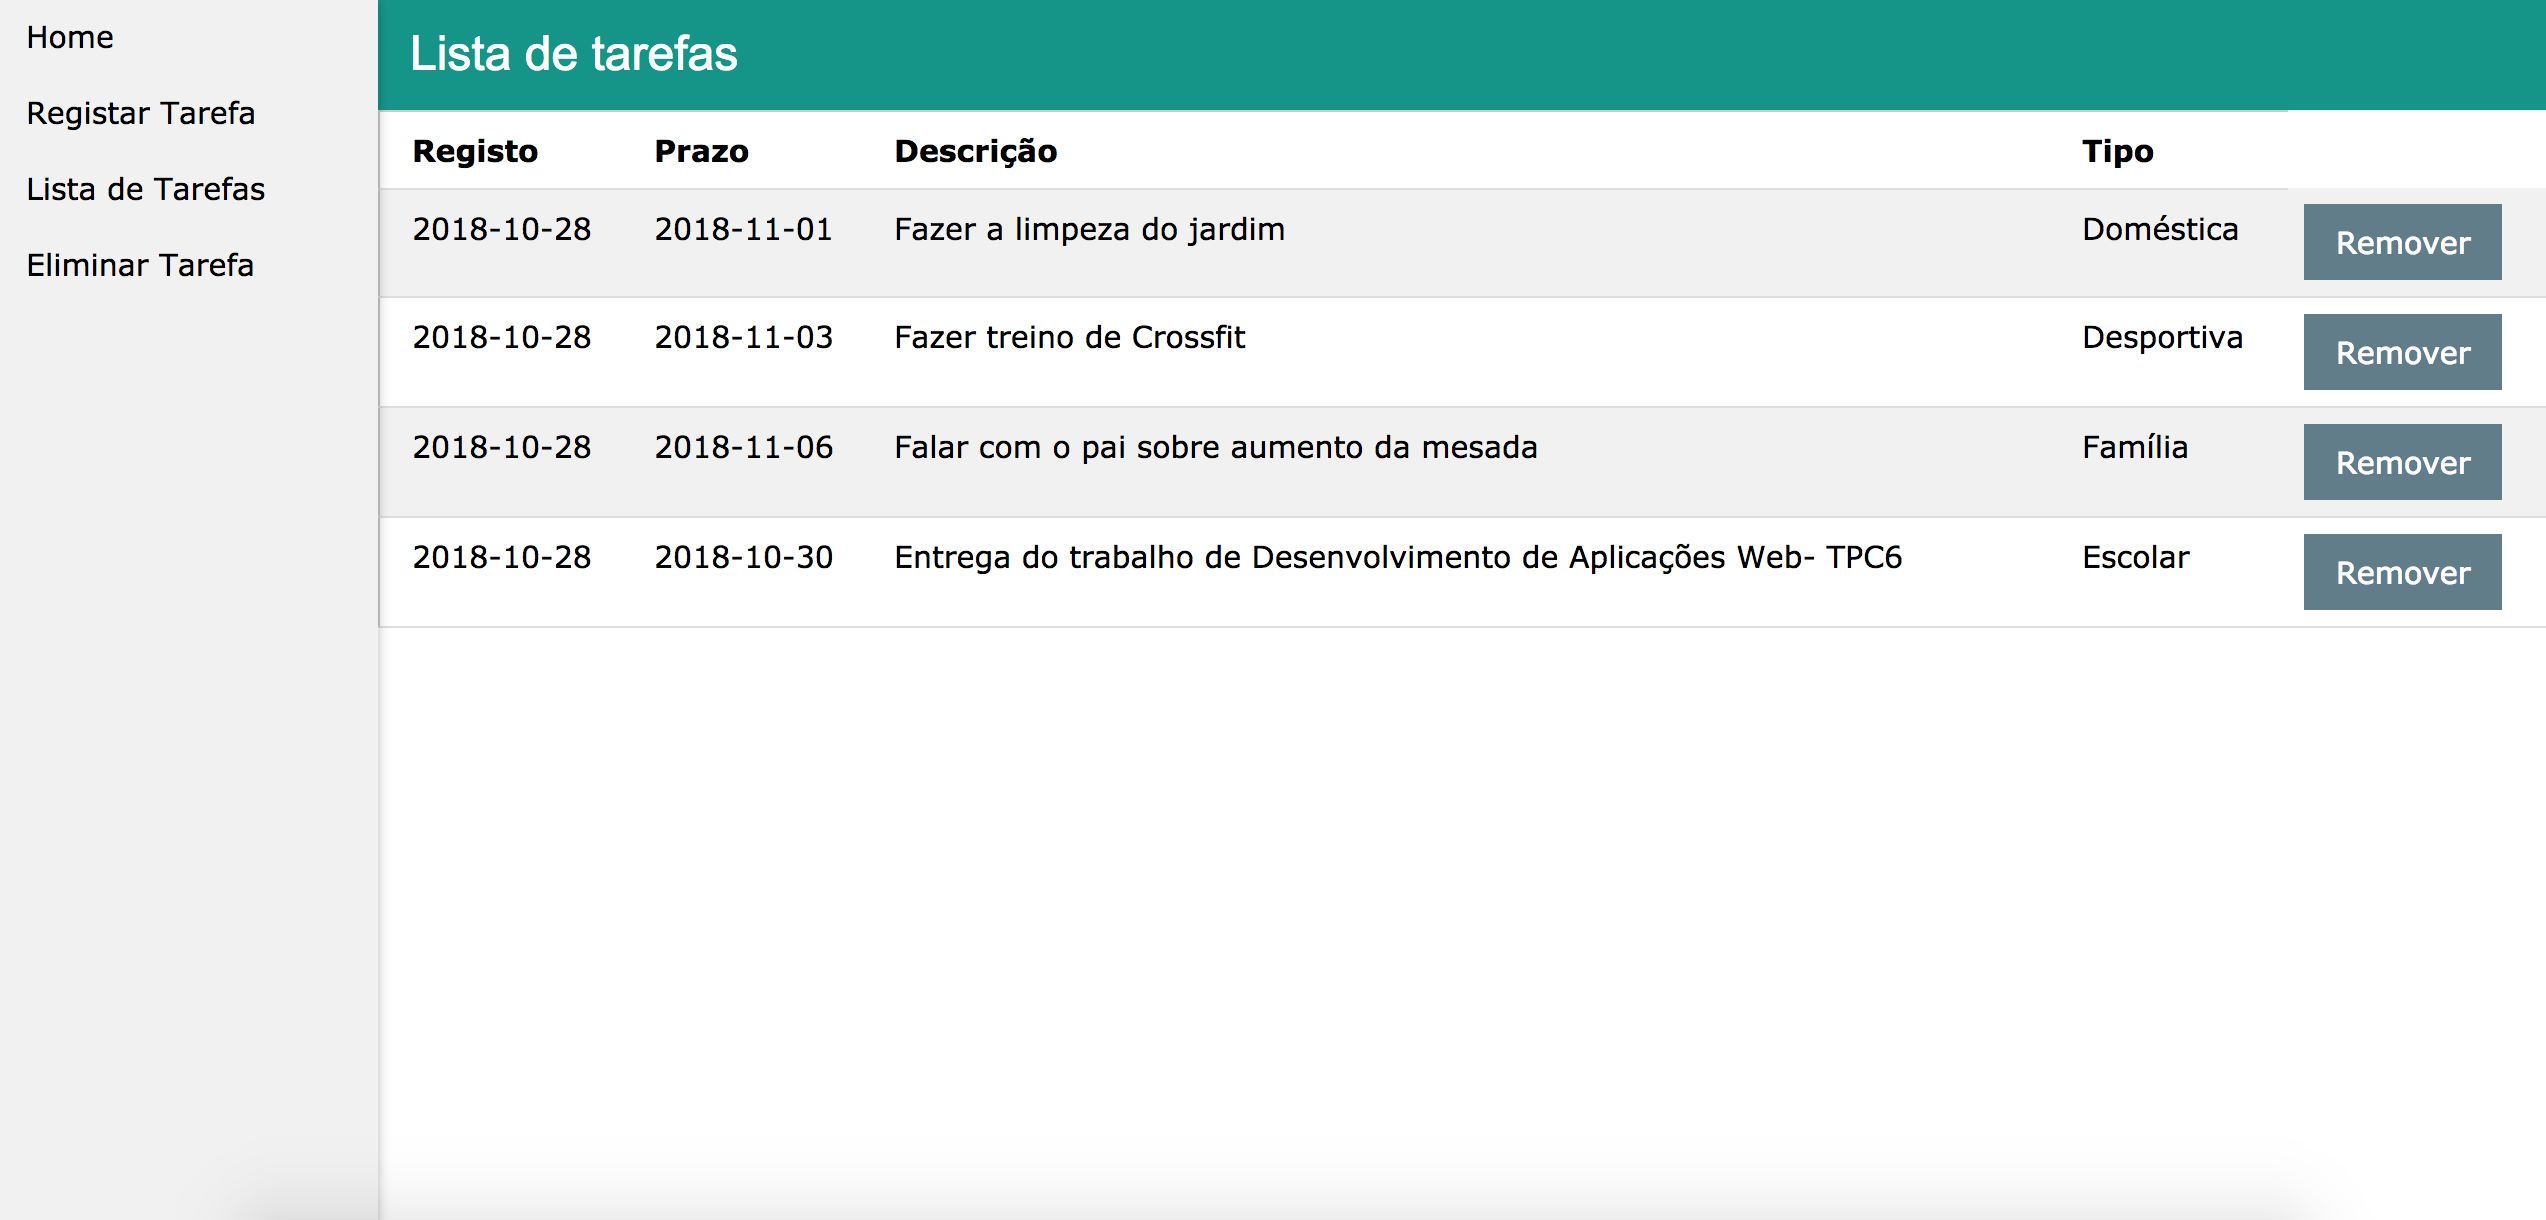 Home
Registar Tarefa
Lista de Tarefas
Eliminar Tarefa
Lista de tarefas
Registo Prazo Descrição Tipo
2018-10-28 2018-11-01 Fazer a limpeza do jardim Doméstica Remover
2018-10-28 2018-11-03 Fazer treino de Crossfit Desportiva Remover
2018-10-28 2018-11-06 Falar com o pai sobre aumento da mesada Família Remover
2018-10-28 2018-10-30 Entrega do trabalho de Desenvolvimento de Aplicações Web- TPC6 Escolar Remover